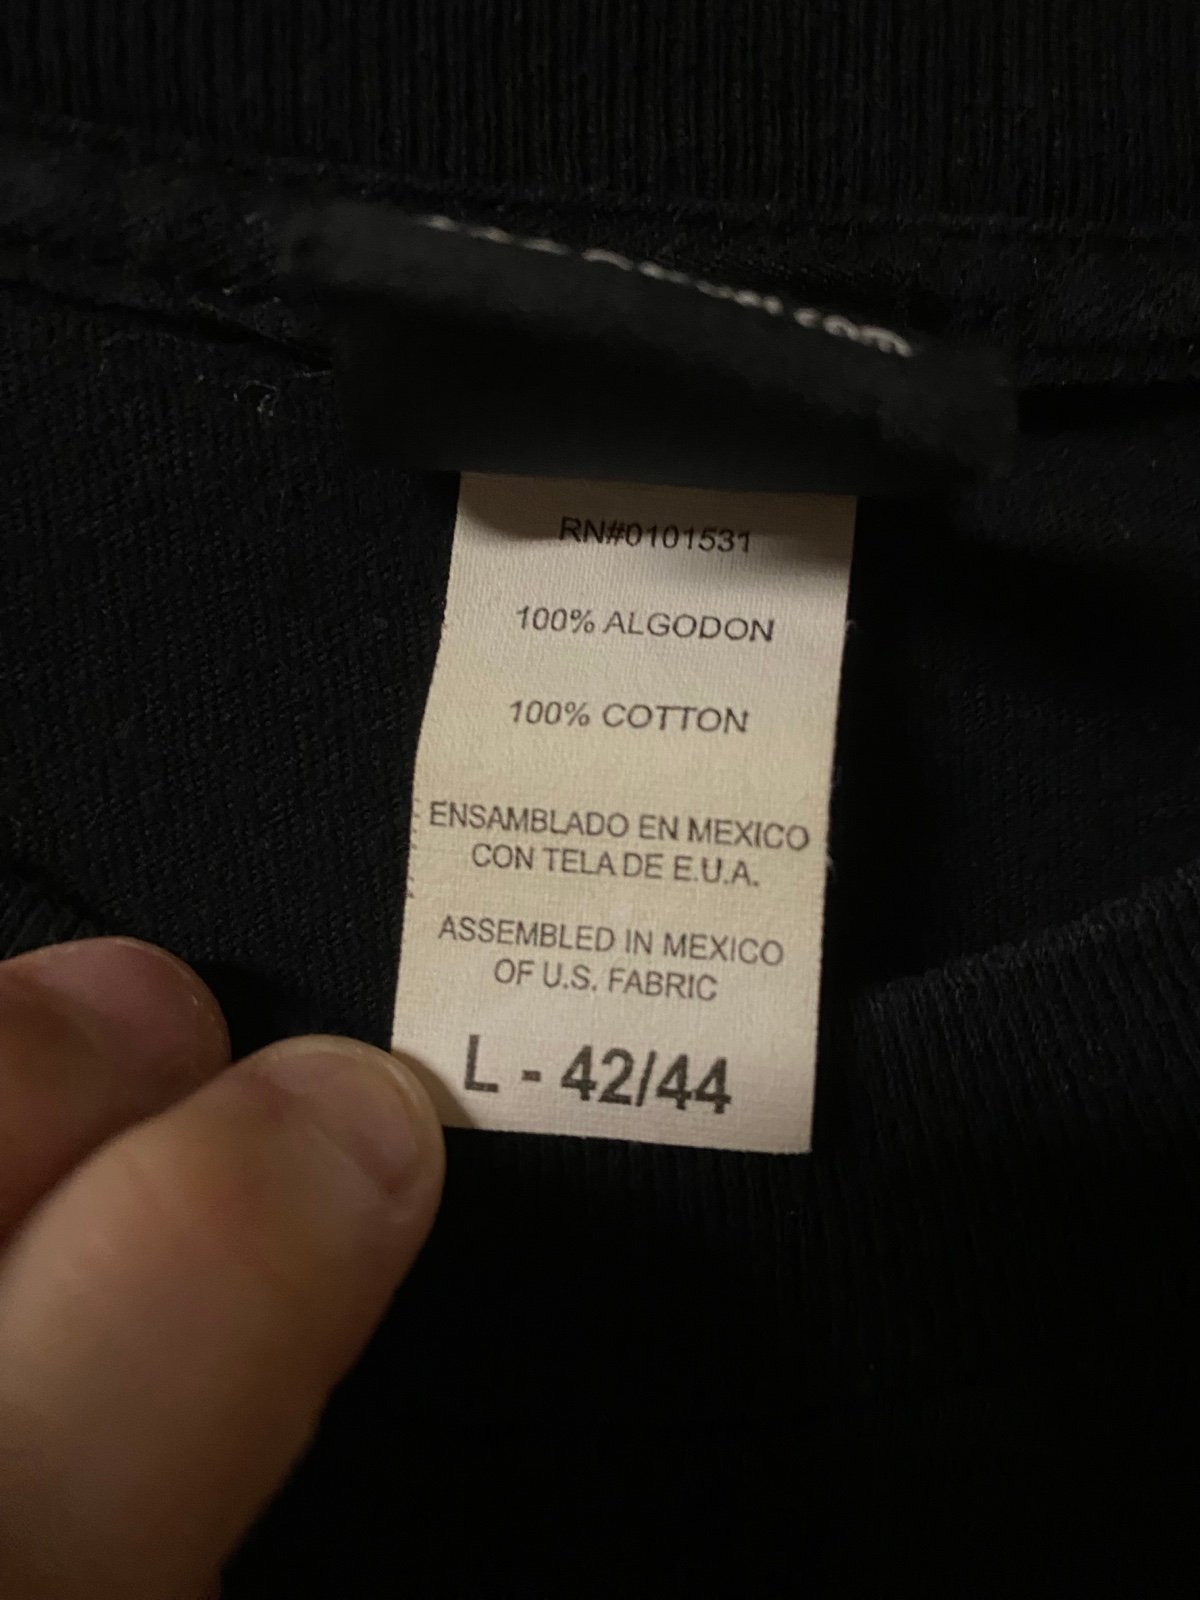 RN#0101531
100% ALGODON
100% COTTON
ENSAMBLADO EN MEXICO
CON TELA DE E.U.A.
ASSEMBLED IN MEXICO
OF U.S. FABRIC
L - 42/44